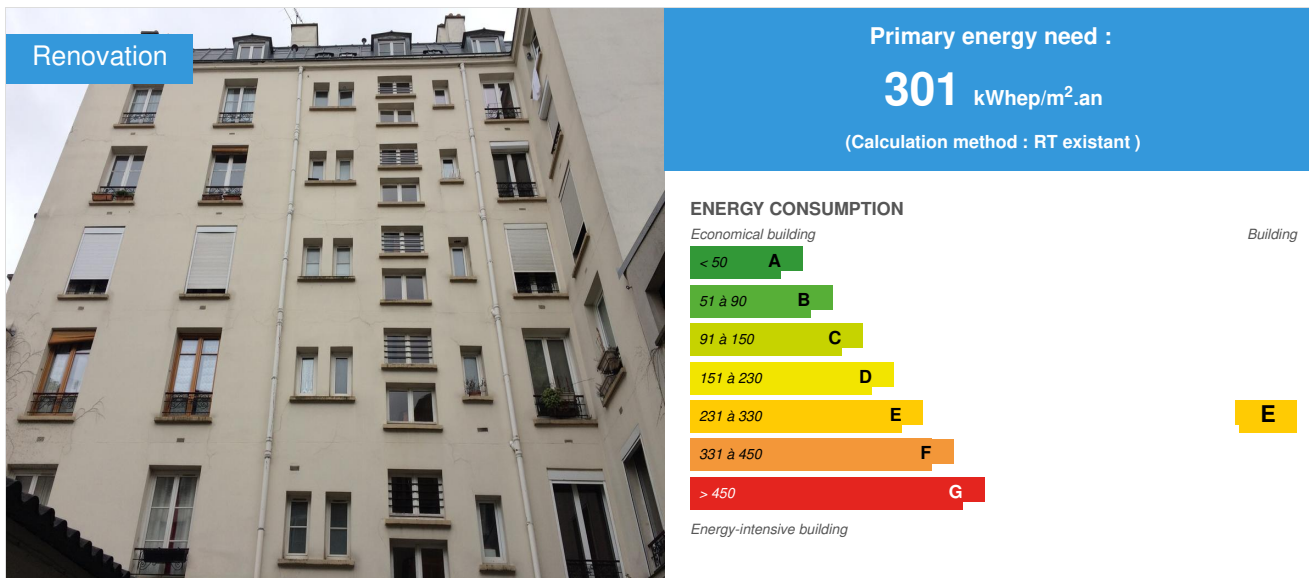 Renovation
Primary energy need :
301 kWhep/m².an
(Calculation method : RT existant )
ENERGY CONSUMPTION
Economical building
Building
< 50 A
51 à 90 B
91 à 150 C
151 à 230 D
231 à 330 E
E
331 à 450 F
> 450 G
Energy-intensive building